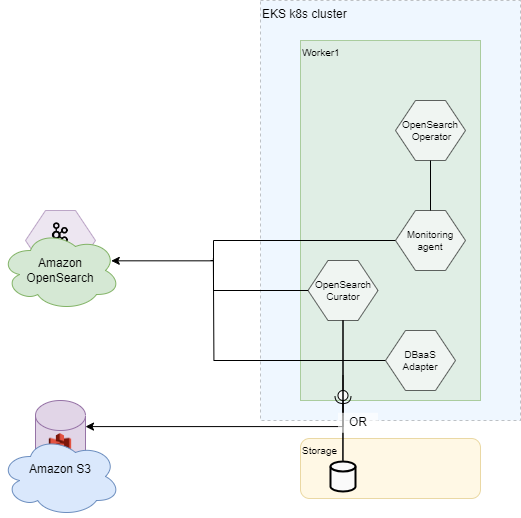 EKS k8s cluster
Worker1
OpenSearch
Operator
Monitoring
agent
Amazon
OpenSearch
OpenSearch
Curator
DBaaS
Adapter
OR
Storage
Amazon S3